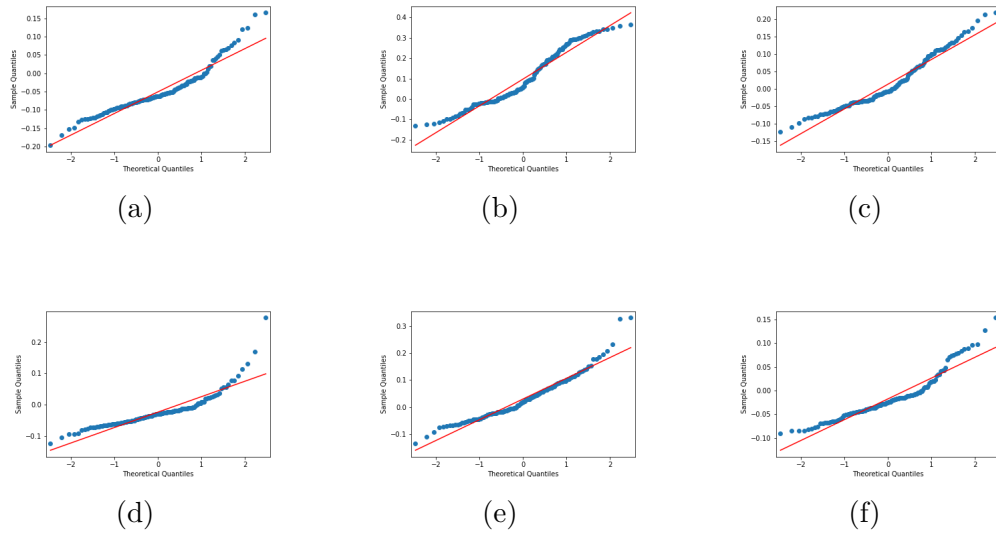 0.15
0.10
0.05
0.00
−0.05
−0.10
−0.15
−0.20
Sample Quantiles
−2 −1 0 1 2
Theoretical Quantiles
(a)
0.4
0.3
0.2
0.1
0.0
−0.1
−0.2
Sample Quantiles
−2 −1 0 1 2
Theoretical Quantiles
(b)
0.20
0.15
0.10
0.05
0.00
−0.05
−0.10
−0.15
Sample Quantiles
−2 −1 0 1 2
Theoretical Quantiles
(c)
0.2
0.1
0.0
−0.1
Sample Quantiles
−2 −1 0 1 2
Theoretical Quantiles
(d)
0.3
0.2
0.1
0.0
−0.1
Sample Quantiles
−2 −1 0 1 2
Theoretical Quantiles
(e)
0.15
0.10
0.05
0.00
−0.05
−0.10
Sample Quantiles
−2 −1 0 1 2
Theoretical Quantiles
(f)